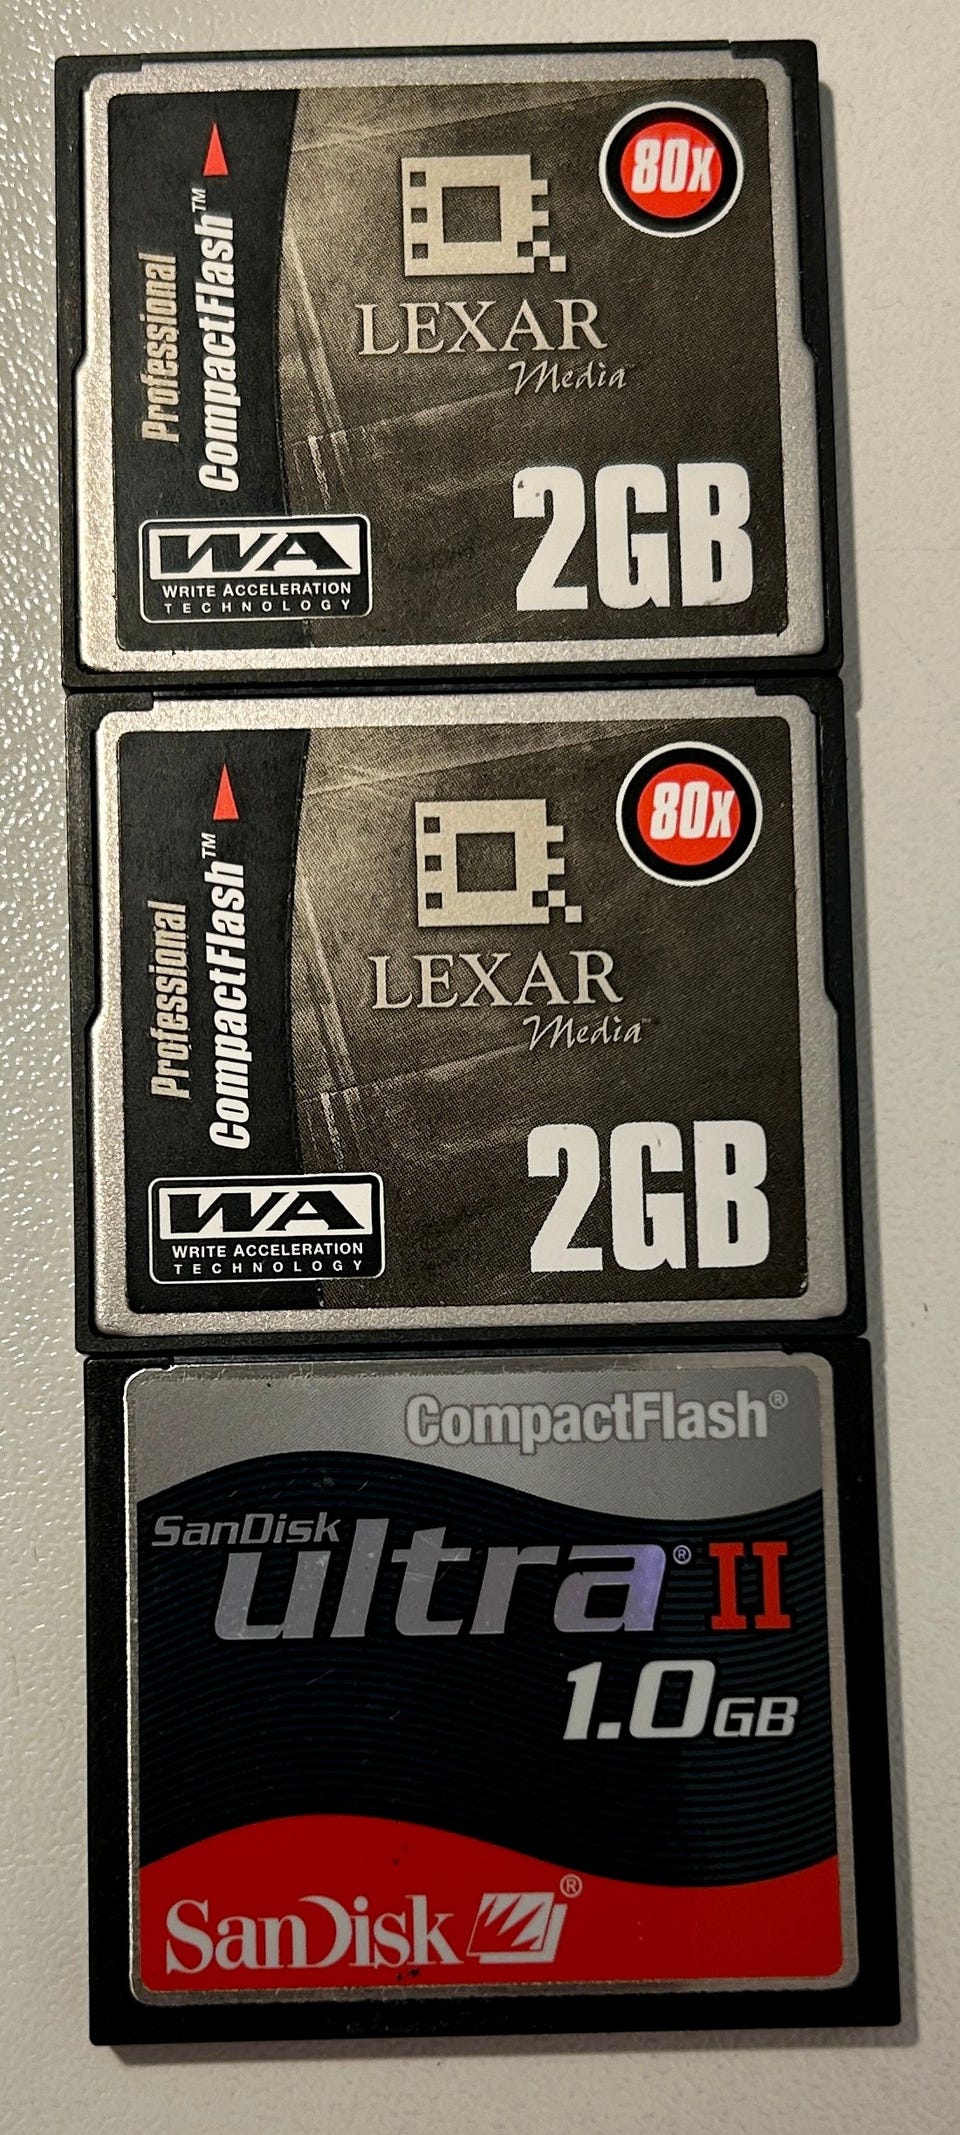 80x
Professional
CompactFlash™
LEXAR
Media™
2GB
WA
WRITE ACCELERATION
TECHNOLOGY
80x
Professional
CompactFlash™
LEXAR
Media™
2GB
WA
WRITE ACCELERATION
TECHNOLOGY
CompactFlash®
SanDisk
ultra® II
1.0GB
SanDisk®